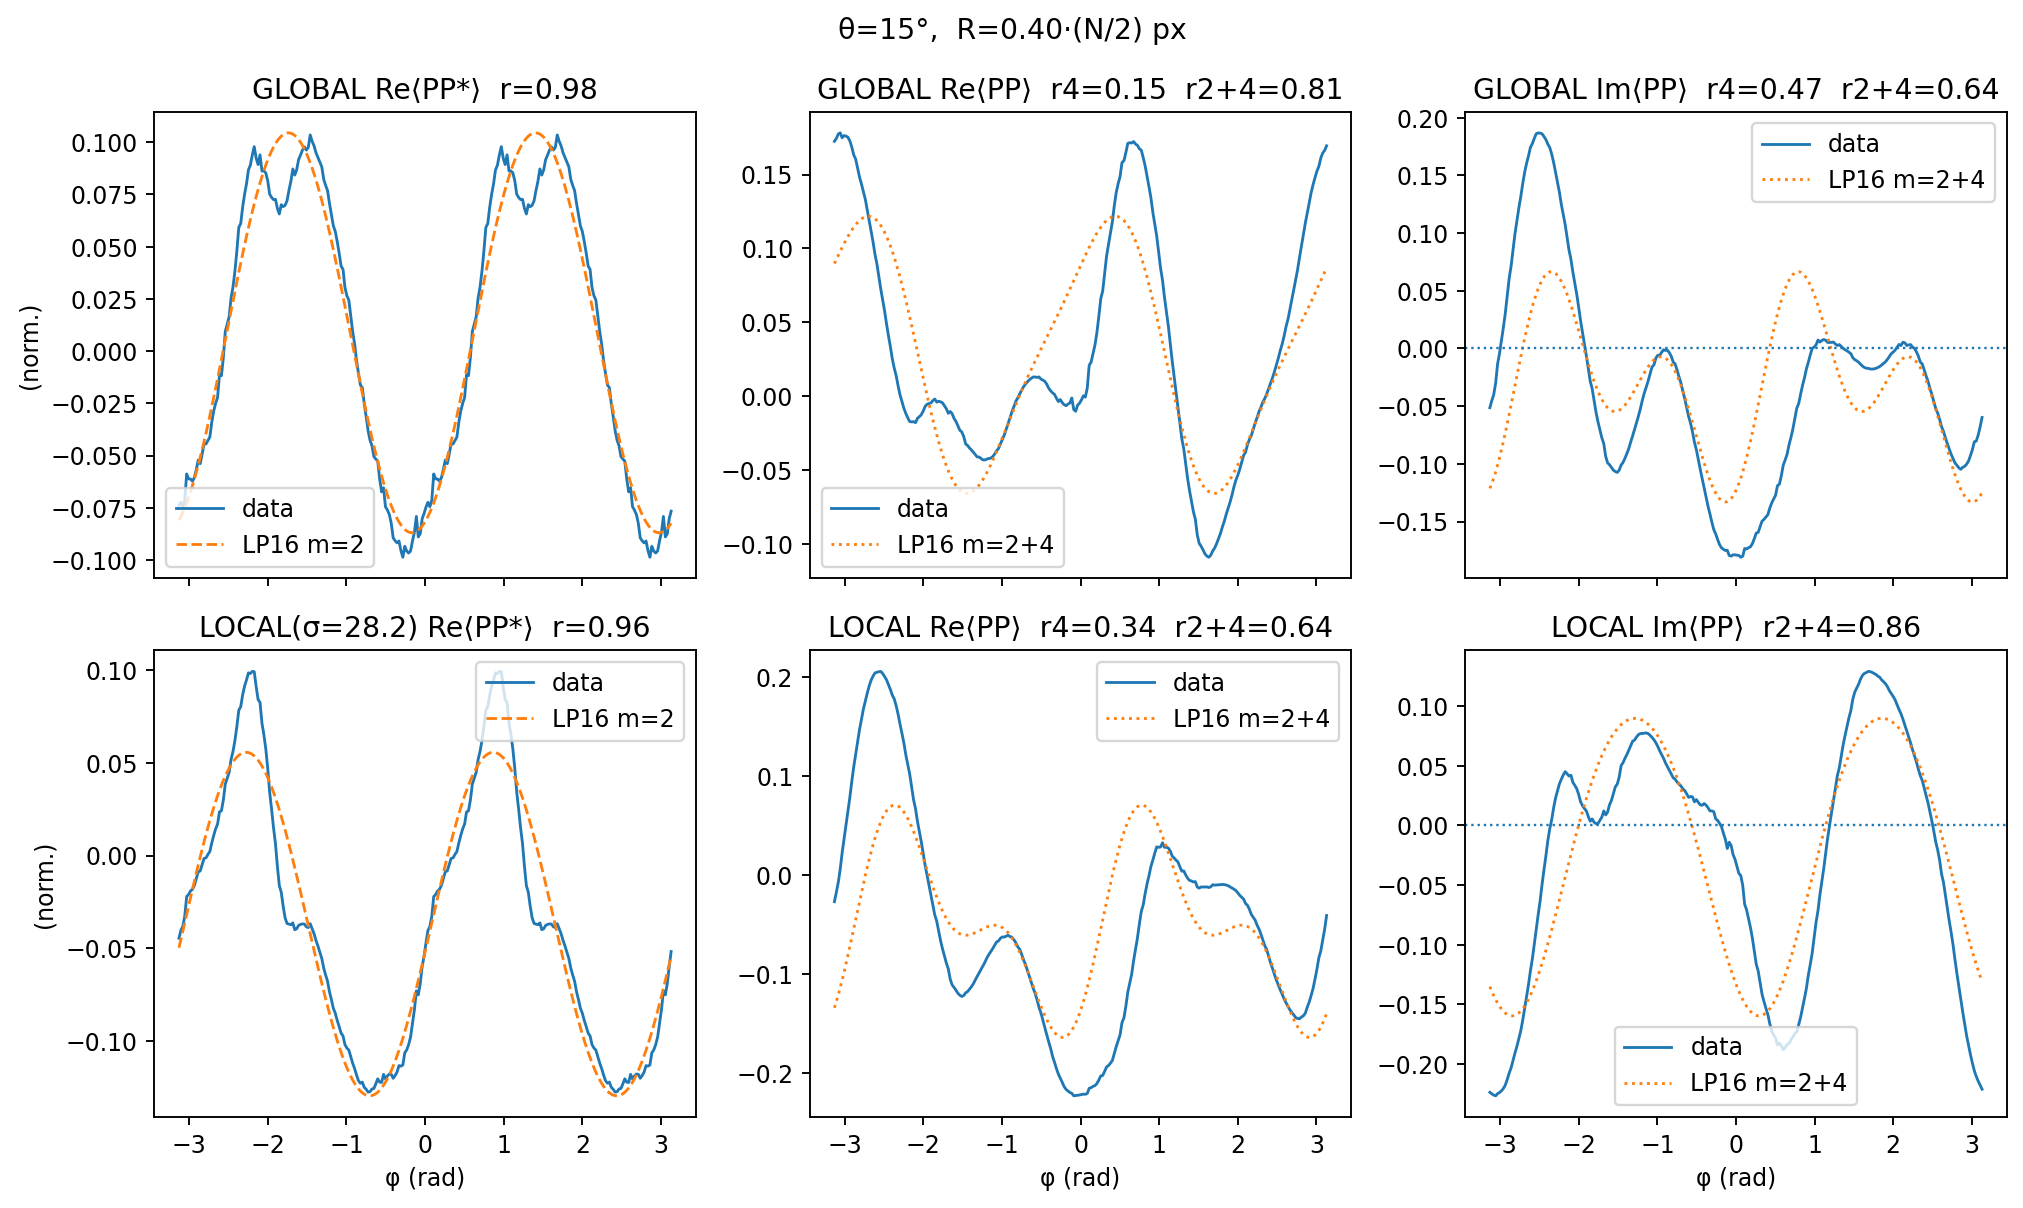 θ=15°,  R=0.40·(N/2) px
GLOBAL Re⟨PP*⟩  r=0.98
GLOBAL Re⟨PP⟩  r4=0.15  r2+4=0.81
GLOBAL Im⟨PP⟩  r4=0.47  r2+4=0.64
(norm.)
0.100
0.075
0.050
0.025
0.000
−0.025
−0.050
−0.075
−0.100
data
LP16 m=2
0.15
0.10
0.05
0.00
−0.05
−0.10
data
LP16 m=2+4
0.20
0.15
0.10
0.05
0.00
−0.05
−0.10
−0.15
data
LP16 m=2+4
LOCAL(σ=28.2) Re⟨PP*⟩  r=0.96
LOCAL Re⟨PP⟩  r4=0.34  r2+4=0.64
LOCAL Im⟨PP⟩  r2+4=0.86
(norm.)
0.10
0.05
0.00
−0.05
−0.10
data
LP16 m=2
−3 −2 −1 0 1 2 3
φ (rad)
0.2
0.1
0.0
−0.1
−0.2
data
LP16 m=2+4
−3 −2 −1 0 1 2 3
φ (rad)
0.10
0.05
0.00
−0.05
−0.10
−0.15
−0.20
data
LP16 m=2+4
−3 −2 −1 0 1 2 3
φ (rad)